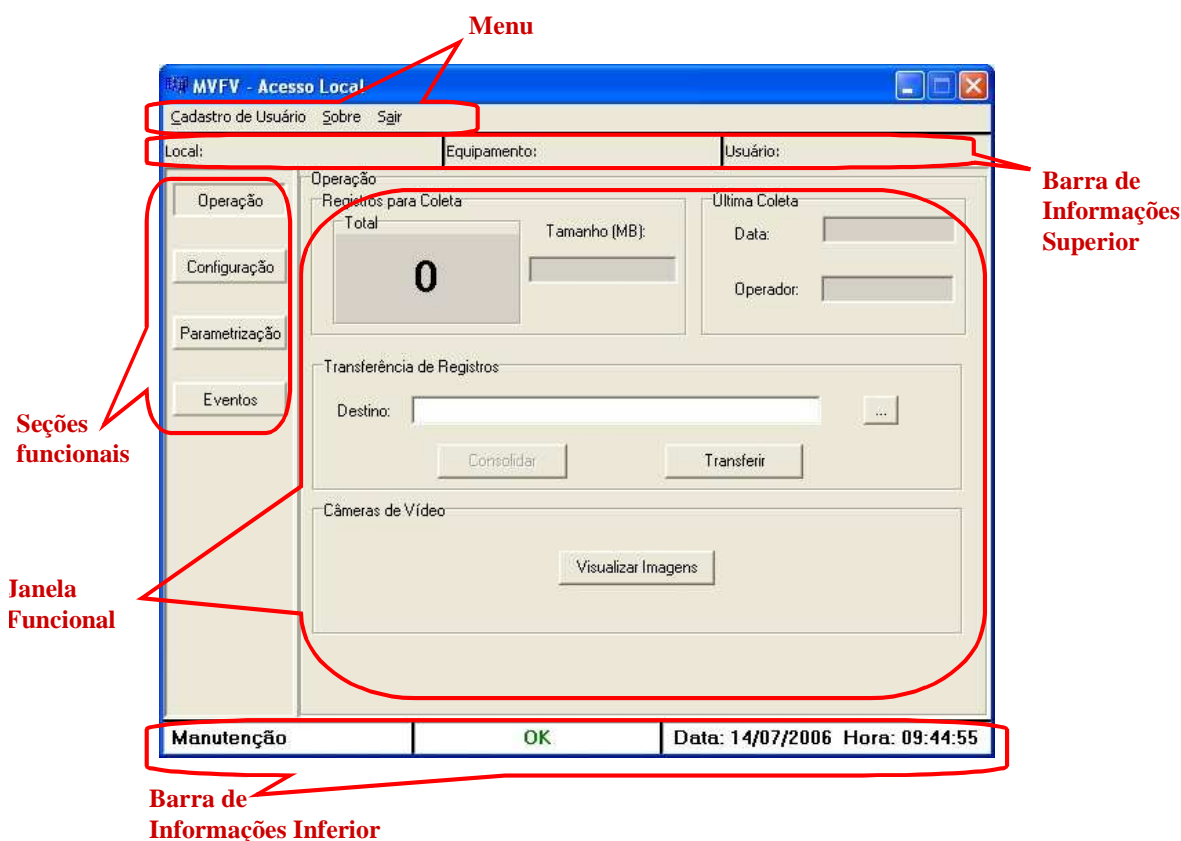 Menu
MVFV - Acesso Local
Cadastro de Usuário Sobre Sair
Local: Equipamento: Usuário:
Barra de
Informações
Superior
Operação
Configuração
Parametrização
Eventos
Seções
funcionais
Operação
Registros para Coleta
Total
0
Tamanho (MB):
Última Coleta
Data:
Operador:
Transferência de Registros
Destino:
...
Consolidar
Transferir
Câmeras de Vídeo
Visualizar Imagens
Janela
Funcional
Manutenção OK Data: 14/07/2006 Hora: 09:44:55
Barra de
Informações Inferior